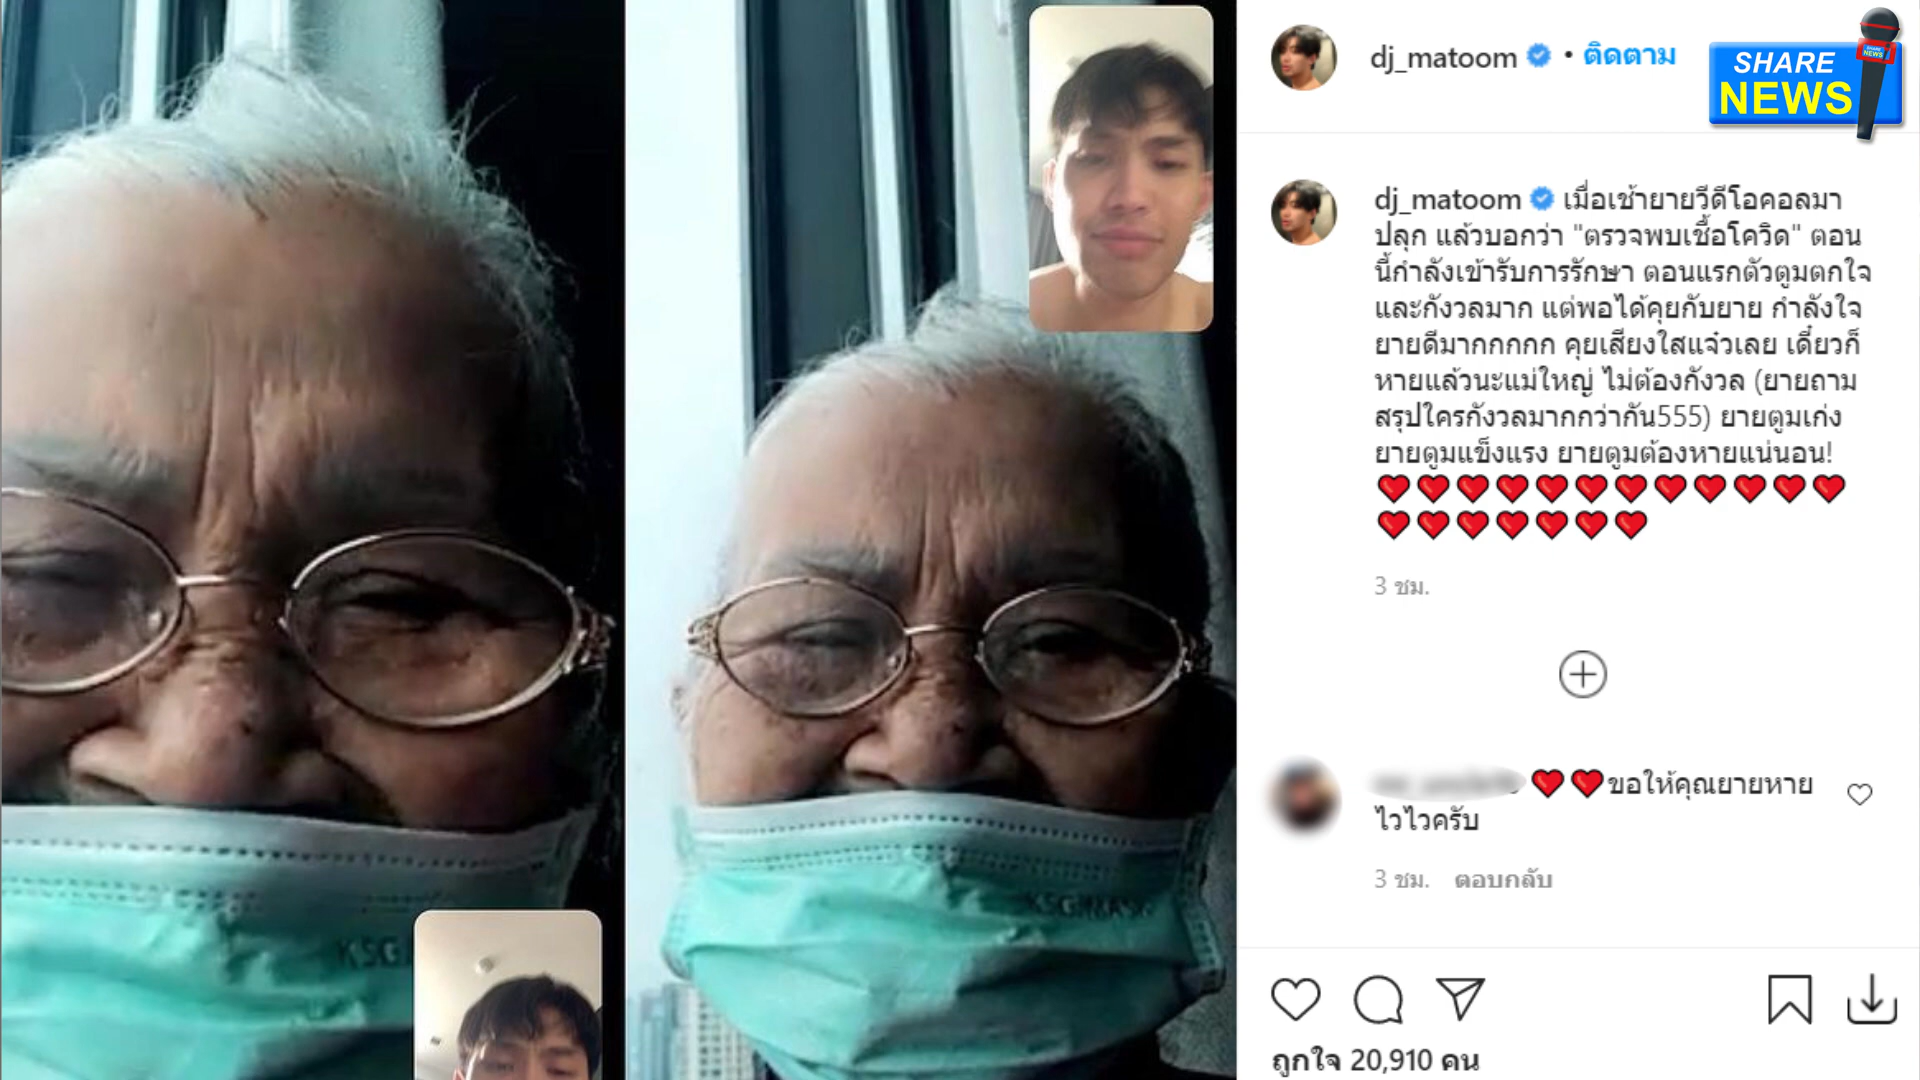 dj_matoom • ติดตาม
SHARE
NEWS
dj_matoom เมื่อเช้ายายวีดีโอคอลมา
ปลุก แล้วบอกว่า "ตรวจพบเชื้อโควิด" ตอน
นี้กำลังเข้ารับการรักษา ตอนแรกตัวตูมตกใจ
และกังวลมาก แต่พอได้คุยกับยาย กำลังใจ
ยายดีมากกกกก คุยเสียงใสแจ๋วเลย เดี๋ยวก็
หายแล้วนะแม่ใหญ่ ไม่ต้องกังวล (ยายถาม
สรุปใครกังวลมากกว่ากัน555) ยายตูมเก่ง
ยายตูมแข็งแรง ยายตูมต้องหายแน่นอน!
❤❤❤❤❤❤❤❤❤❤❤❤
❤❤❤❤❤❤❤
3 ชม.
❤❤ขอให้คุณยายหาย
ไวไวครับ
3 ชม. ตอบกลับ
ถูกใจ 20,910 คน
KSG
KSG MASK